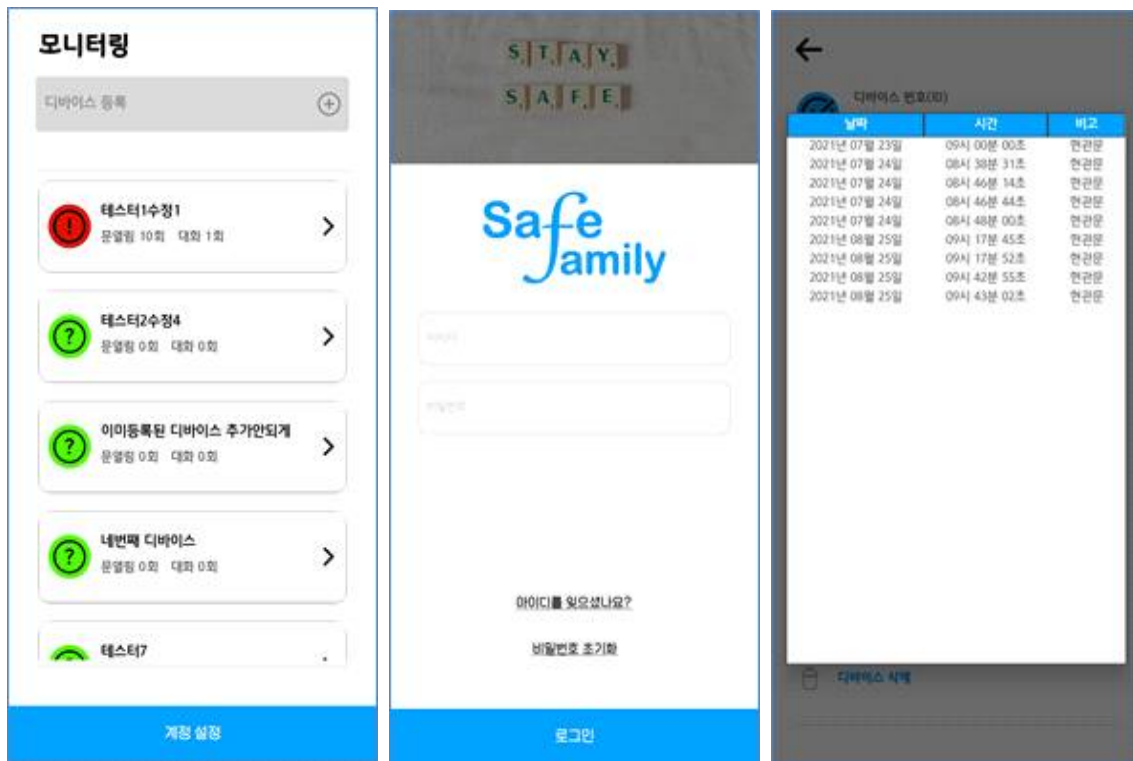 모니터링
디바이스 등록
테스터1수정1
문열림 10회 대화 1회
테스터2수정4
문열림 0회 대화 0회
이미등록된 디바이스 추가안되게
문열림 0회 대화 0회
네번째 디바이스
문열림 0회 대화 0회
테스터7
계정 설정
STAY
SAFE
Safe
family
아이디
비밀번호
아이디를 잊으셨나요?
비밀번호 초기화
로그인
디바이스 번호(ID)
날짜 시간 비고
2021년 07월 23일 09시 00분 00초 현관문
2021년 07월 24일 08시 38분 31초 현관문
2021년 07월 24일 08시 46분 14초 현관문
2021년 07월 24일 08시 46분 44초 현관문
2021년 07월 24일 08시 48분 00초 현관문
2021년 08월 25일 09시 17분 45초 현관문
2021년 08월 25일 09시 17분 52초 현관문
2021년 08월 25일 09시 42분 55초 현관문
2021년 08월 25일 09시 43분 02초 현관문
디바이스 삭제